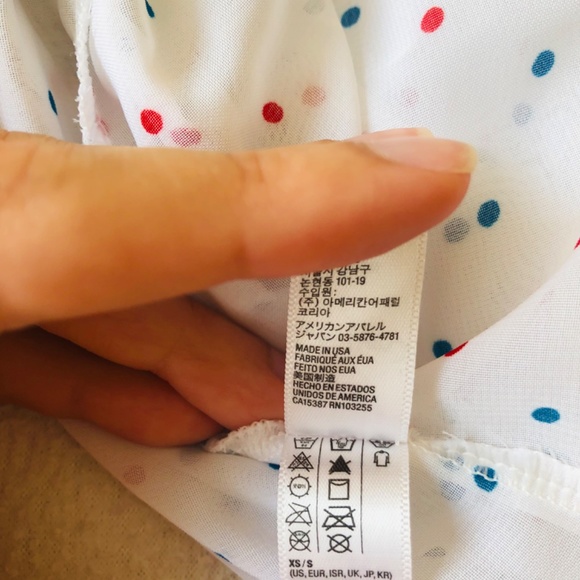 논현동 101-19
수입원 :
(주) 아메리칸어패럴
코리아
アメリカンアパレル
ジャパン 03-5876-4781
MADE IN USA
FABRIQUÉ AUX ÉUA
FEITO NOS EUA
美国制造
HECHO EN ESTADOS
UNIDOS DE AMERICA
CA15387 RN103255
XS / S
(US, EUR, ISR, UK, JP, KR)